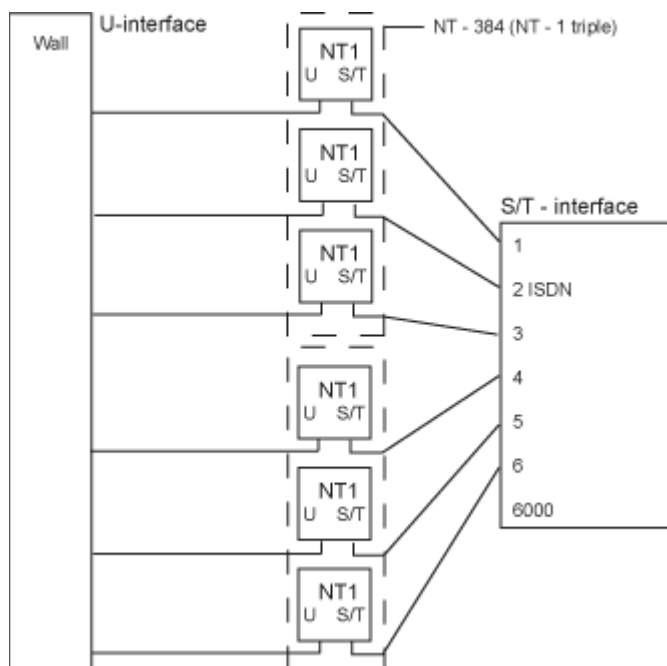 U-interface
Wall
NT - 384 (NT - 1 triple)
NT1
U S/T
NT1
U S/T
NT1
U S/T
S/T - interface
1
2 ISDN
3
4
5
6
6000
NT1
U S/T
NT1
U S/T
NT1
U S/T